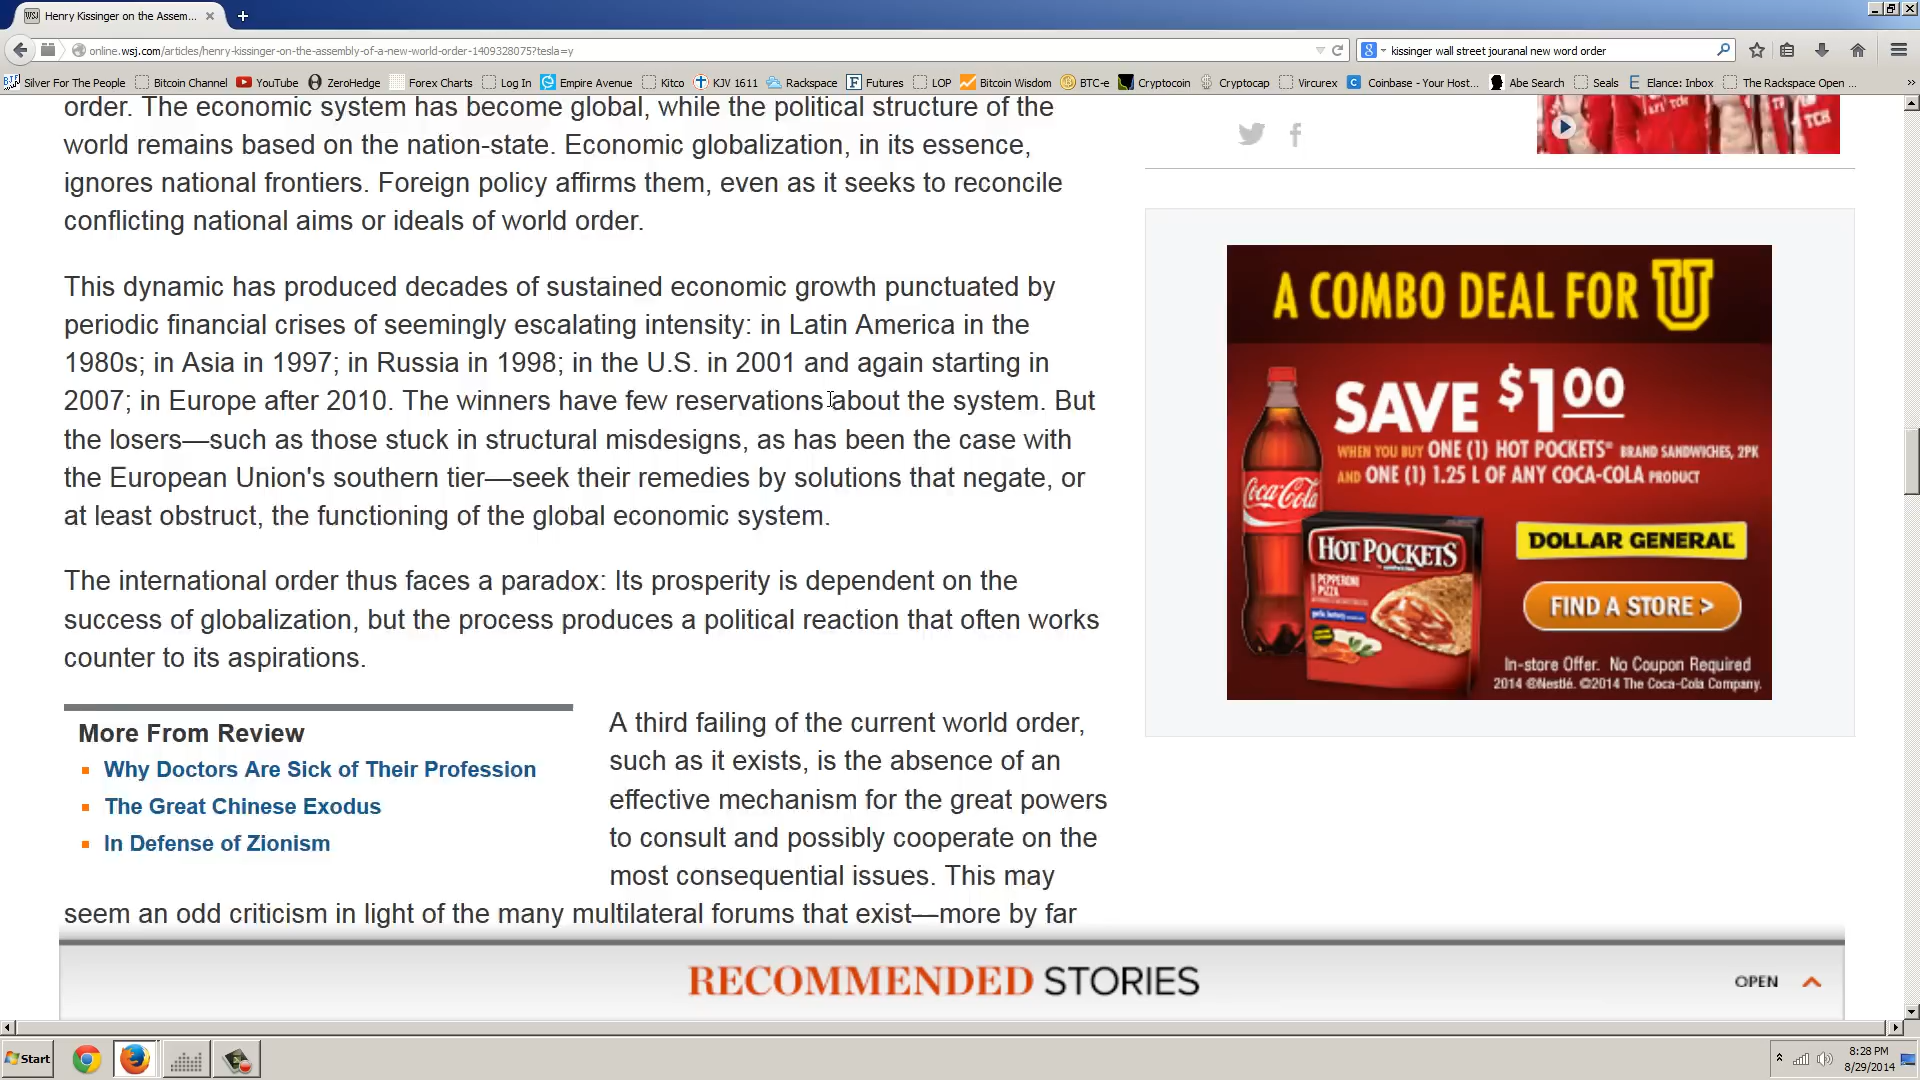 Henry Kissinger on the Assem...
online.wsj.com/articles/henry-kissinger-on-the-assembly-of-a-new-world-order-1409328075?tesla=y
kissinger wall street jouranal new word order
Silver For The People Bitcoin Channel YouTube ZeroHedge Forex Charts Log In Empire Avenue Kitco KJV 1611 Rackspace Futures LOP Bitcoin Wisdom BTC-e Cryptocoin Cryptocap Vircurex Coinbase - Your Host... Abe Search Seals Elance: Inbox The Rackspace Open ...
order. The economic system has become global, while the political structure of the
world remains based on the nation-state. Economic globalization, in its essence,
ignores national frontiers. Foreign policy affirms them, even as it seeks to reconcile
conflicting national aims or ideals of world order.
This dynamic has produced decades of sustained economic growth punctuated by
periodic financial crises of seemingly escalating intensity: in Latin America in the
1980s; in Asia in 1997; in Russia in 1998; in the U.S. in 2001 and again starting in
2007; in Europe after 2010. The winners have few reservations about the system. But
the losers—such as those stuck in structural misdesigns, as has been the case with
the European Union's southern tier—seek their remedies by solutions that negate, or
at least obstruct, the functioning of the global economic system.
The international order thus faces a paradox: Its prosperity is dependent on the
success of globalization, but the process produces a political reaction that often works
counter to its aspirations.
More From Review
Why Doctors Are Sick of Their Profession
The Great Chinese Exodus
In Defense of Zionism
A third failing of the current world order,
such as it exists, is the absence of an
effective mechanism for the great powers
to consult and possibly cooperate on the
most consequential issues. This may
seem an odd criticism in light of the many multilateral forums that exist—more by far
A COMBO DEAL FOR U
SAVE $1.00
WHEN YOU BUY ONE (1) HOT POCKETS® BRAND SANDWICHES, 2PK
AND ONE (1) 1.25 L OF ANY COCA-COLA PRODUCT
Coca-Cola
HOT POCKETS
PEPPERONI
PIZZA
DOLLAR GENERAL
FIND A STORE >
In-store Offer. No Coupon Required
2014 ®Nestlé. ©2014 The Coca-Cola Company.
RECOMMENDED STORIES
OPEN
Start
8:28 PM
8/29/2014